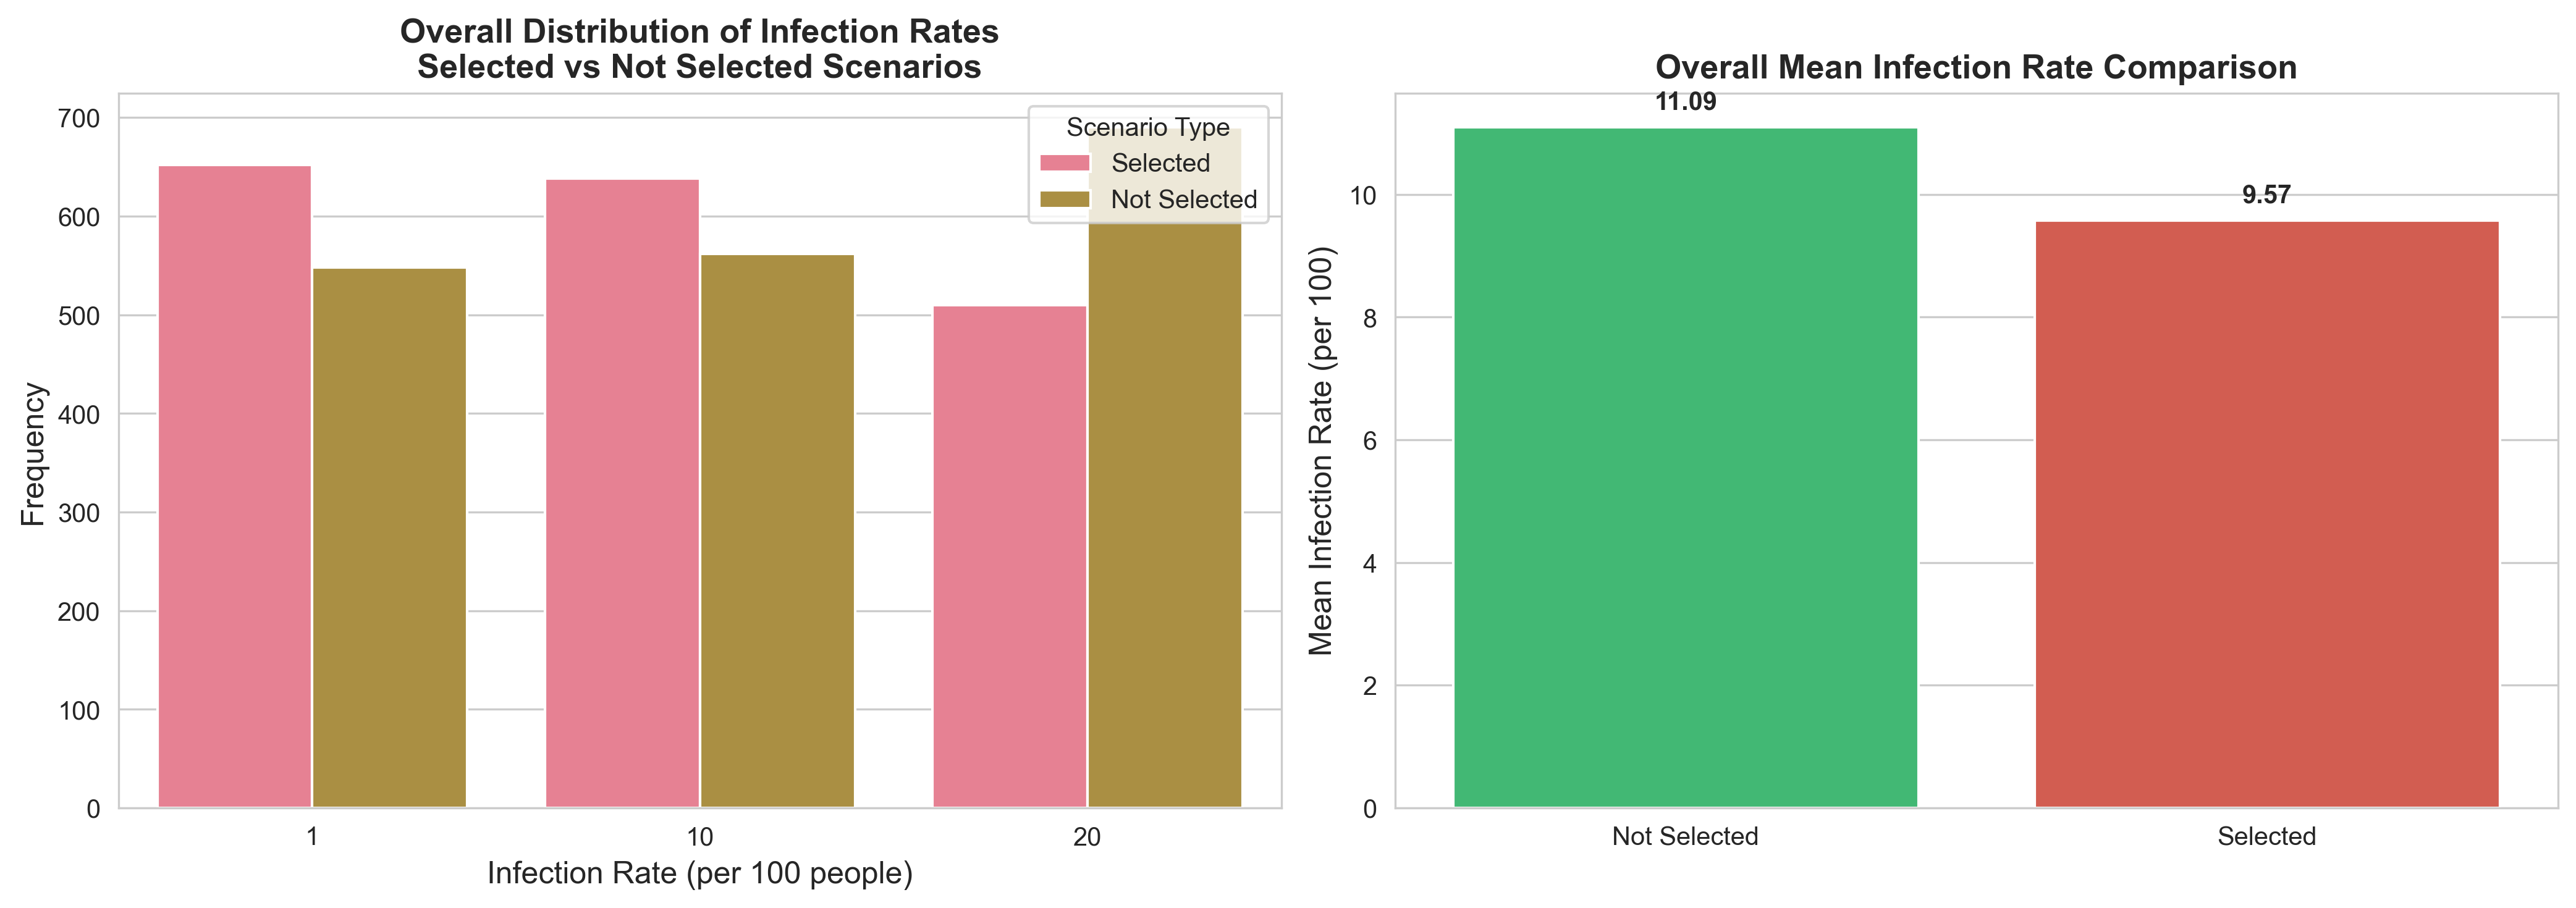 Overall Distribution of Infection Rates
Selected vs Not Selected Scenarios
Frequency
700
600
500
400
300
200
100
0
Scenario Type
Selected
Not Selected
1
10
20
Infection Rate (per 100 people)
Overall Mean Infection Rate Comparison
Mean Infection Rate (per 100)
10
8
6
4
2
0
11.09
9.57
Not Selected
Selected